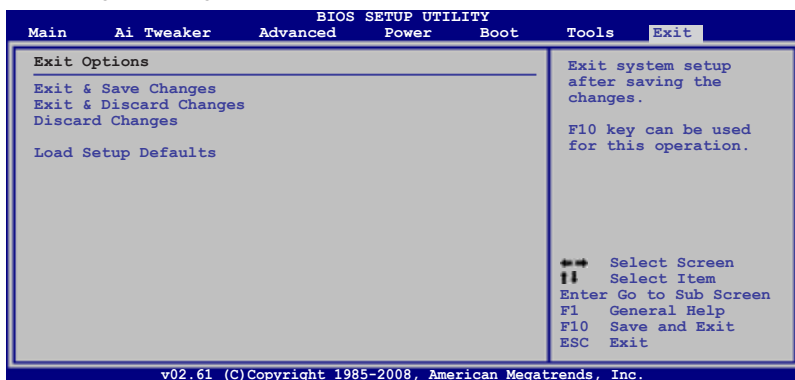 BIOS SETUP UTILITY
Main Ai Tweaker Advanced Power Boot Tools Exit
Exit Options
Exit & Save Changes
Exit & Discard Changes
Discard Changes
Load Setup Defaults
Exit system setup
after saving the
changes.
F10 key can be used
for this operation.
Select Screen
Select Item
Enter Go to Sub Screen
F1 General Help
F10 Save and Exit
ESC Exit
v02.61 (C)Copyright 1985-2008, American Megatrends, Inc.